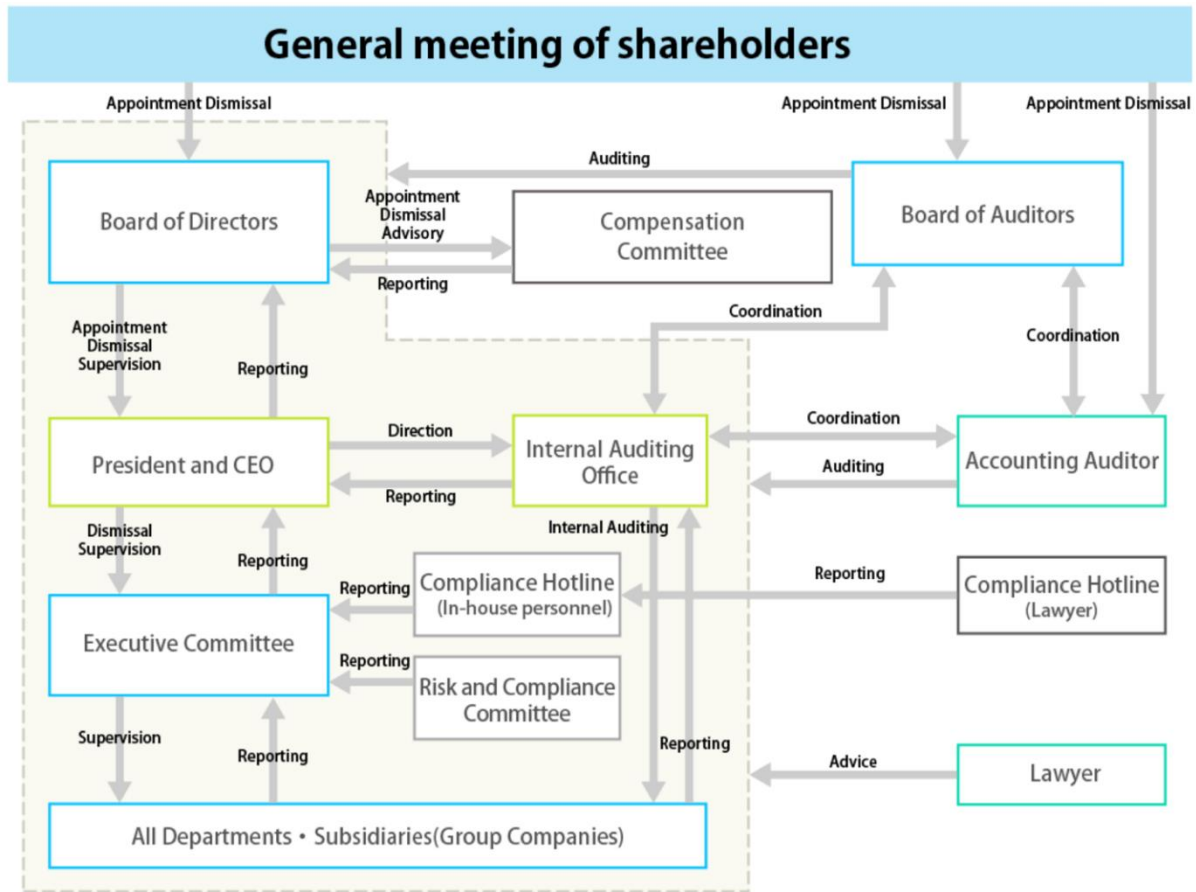 General meeting of shareholders
Appointment Dismissal
Appointment Dismissal
Appointment Dismissal
Auditing
Board of Directors
Appointment
Dismissal
Advisory
Compensation
Committee
Board of Auditors
Reporting
Coordination
Appointment
Dismissal
Supervision
Reporting
Coordination
President and CEO
Direction
Reporting
Internal Auditing
Office
Coordination
Auditing
Accounting Auditor
Dismissal
Supervision
Reporting
Internal Auditing
Reporting
Compliance Hotline
(In-house personnel)
Reporting
Compliance Hotline
(Lawyer)
Executive Committee
Reporting
Risk and Compliance
Committee
Supervision
Reporting
Reporting
Advice
Lawyer
All Departments・Subsidiaries(Group Companies)